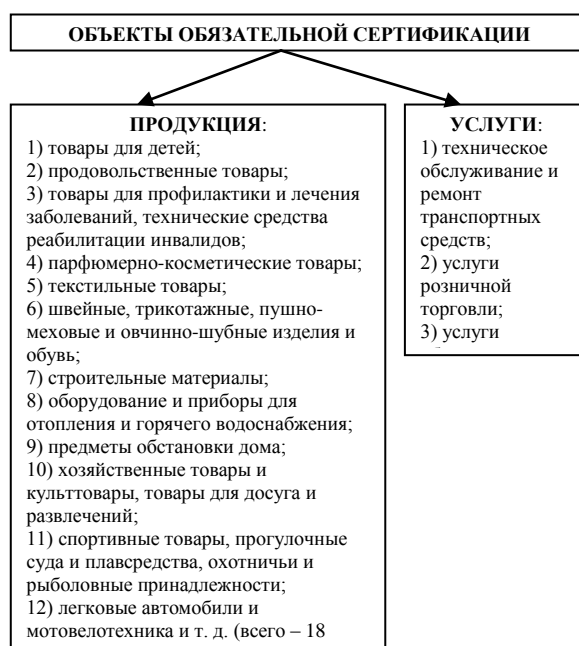 ОБЪЕКТЫ ОБЯЗАТЕЛЬНОЙ СЕРТИФИКАЦИИ
ПРОДУКЦИЯ:
1) товары для детей;
2) продовольственные товары;
3) товары для профилактики и лечения
заболеваний, технические средства
реабилитации инвалидов;
4) парфюмерно-косметические товары;
5) текстильные товары;
6) швейные, трикотажные, пушно-
меховые и овчинно-шубные изделия и
обувь;
7) строительные материалы;
8) оборудование и приборы для
отопления и горячего водоснабжения;
9) предметы обстановки дома;
10) хозяйственные товары и
культтовары, товары для досуга и
развлечений;
11) спортивные товары, прогулочные
суда и плавсредства, охотничьи и
рыболовные принадлежности;
12) легковые автомобили и
мотовелотехника и т. д. (всего – 18
УСЛУГИ:
1) техническое
обслуживание и
ремонт
транспортных
средств;
2) услуги
розничной
торговли;
3) услуги